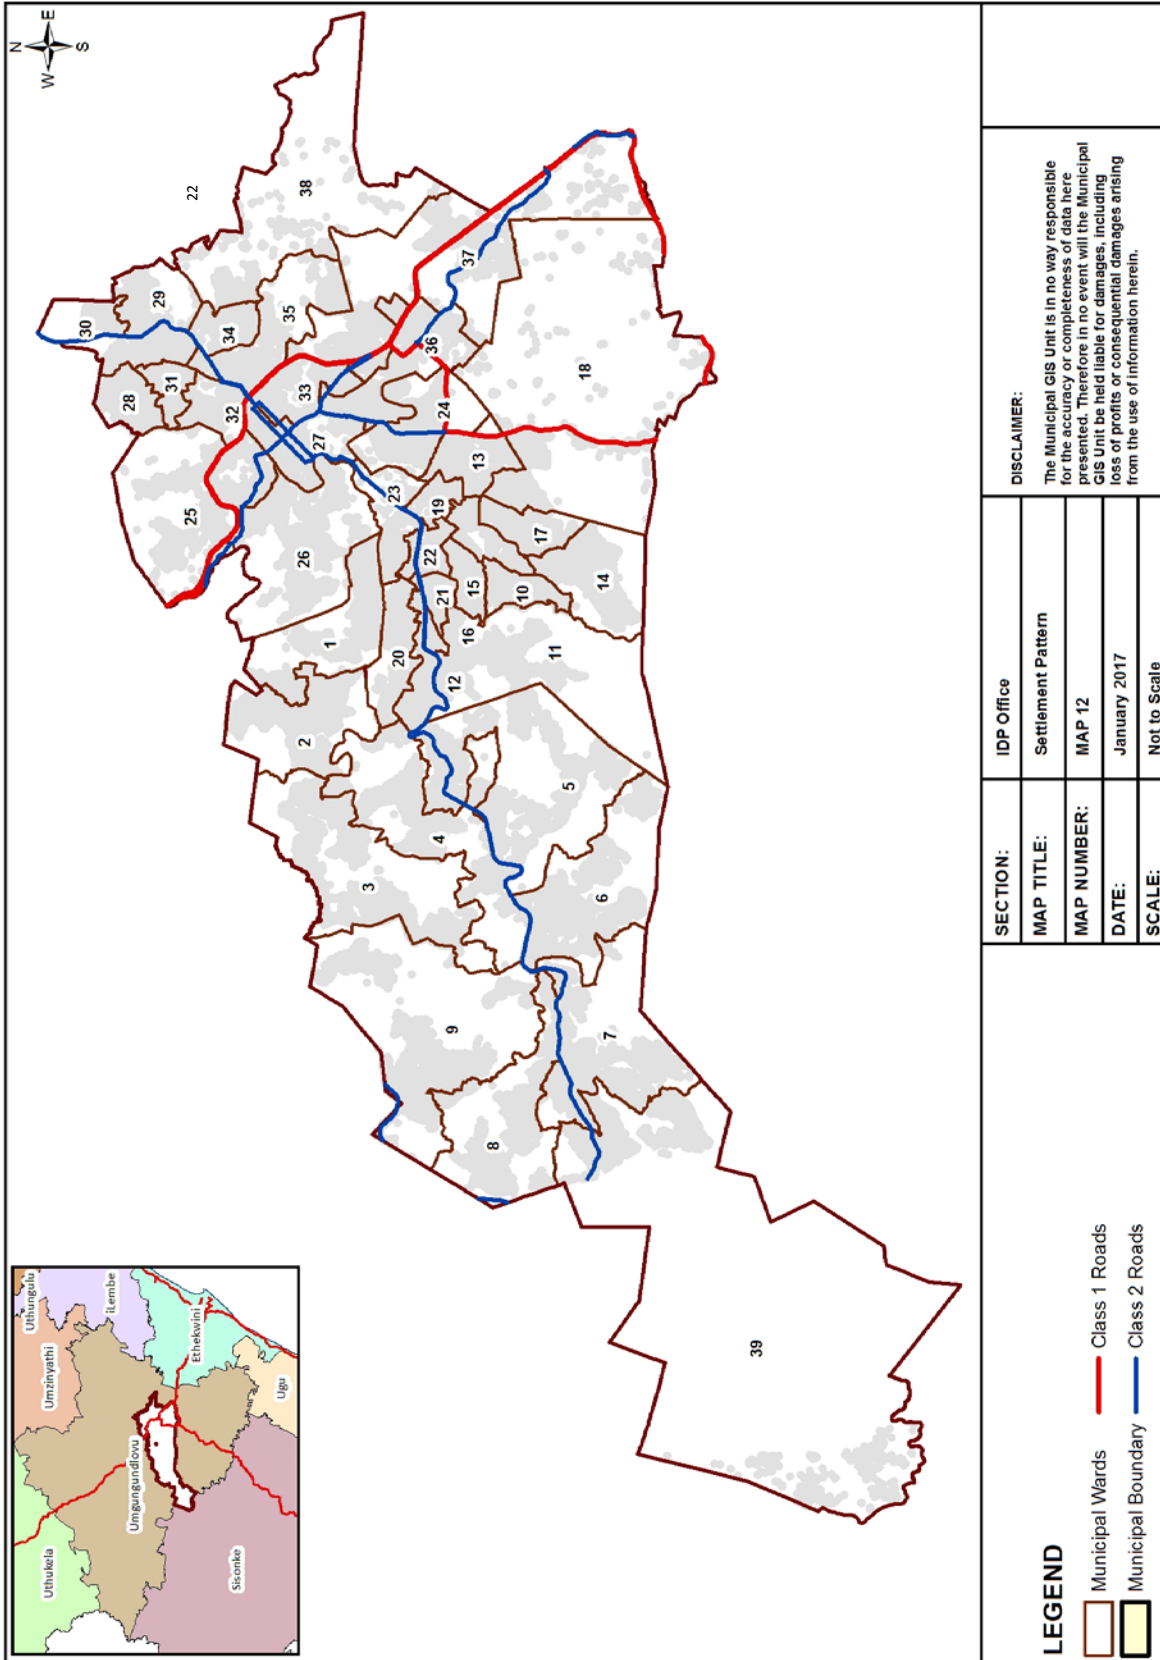 N
W
E
S
22
30
29
28
31
34
38
35
32
33
25
27
37
36
26
24
18
23
13
19
1
22
17
21
15
10
14
20
16
11
12
2
5
4
3
6
9
7
8
39
Uthungulu
Umzinyathi
iLembe
Uthukela
Umgungundlovu
Ethekwini
Ugu
Sisonke
LEGEND
Municipal Wards
Class 1 Roads
Municipal Boundary
Class 2 Roads
SECTION:
IDP Office
MAP TITLE:
Settlement Pattern
MAP NUMBER:
MAP 12
DATE:
January 2017
SCALE:
Not to Scale
DISCLAIMER:
The Municipal GIS Unit is in no way responsible
for the accuracy or completeness of data here
presented. Therefore in no event will the Municipal
GIS Unit be held liable for damages, including
loss of profits or consequential damages arising
from the use of information herein.